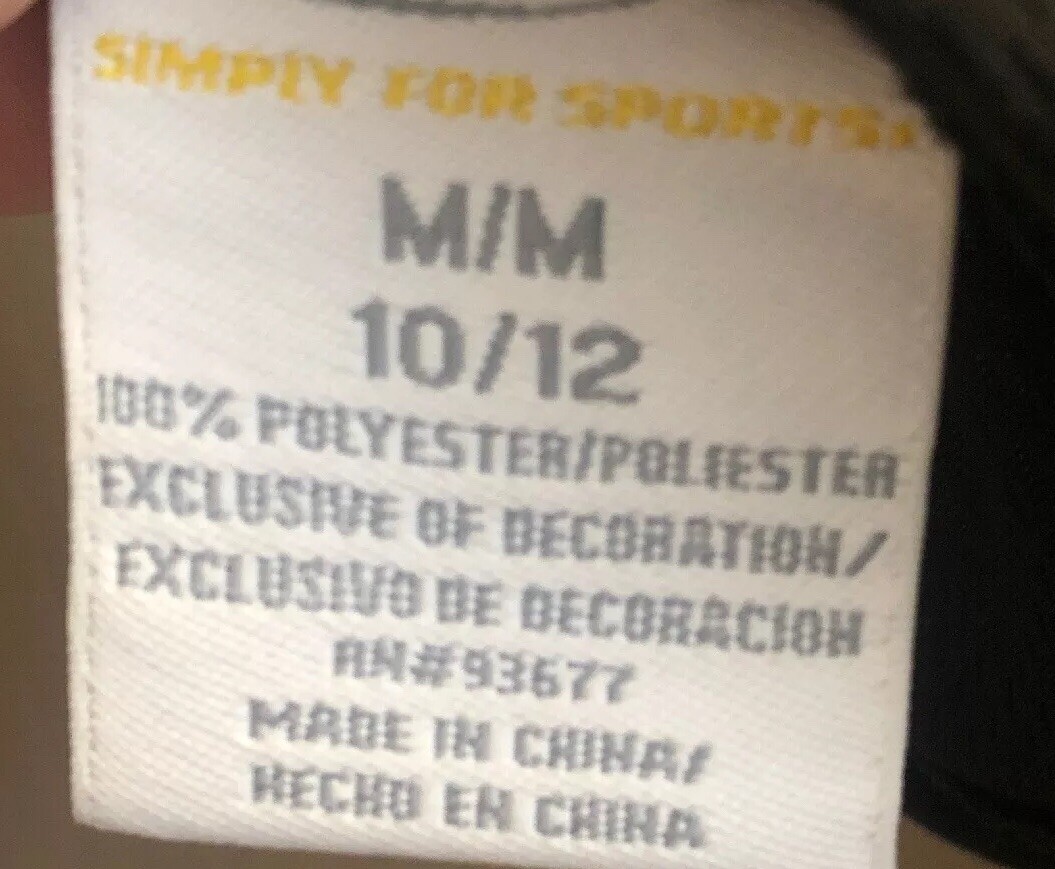 SIMPLY FOR SPORTS
M/M
10/12
100% POLYESTER/POLIESTER
EXCLUSIVE OF DECORATION/
EXCLUSIVO DE DECORACION
RN#93677
MADE IN CHINA/
HECHO EN CHINA